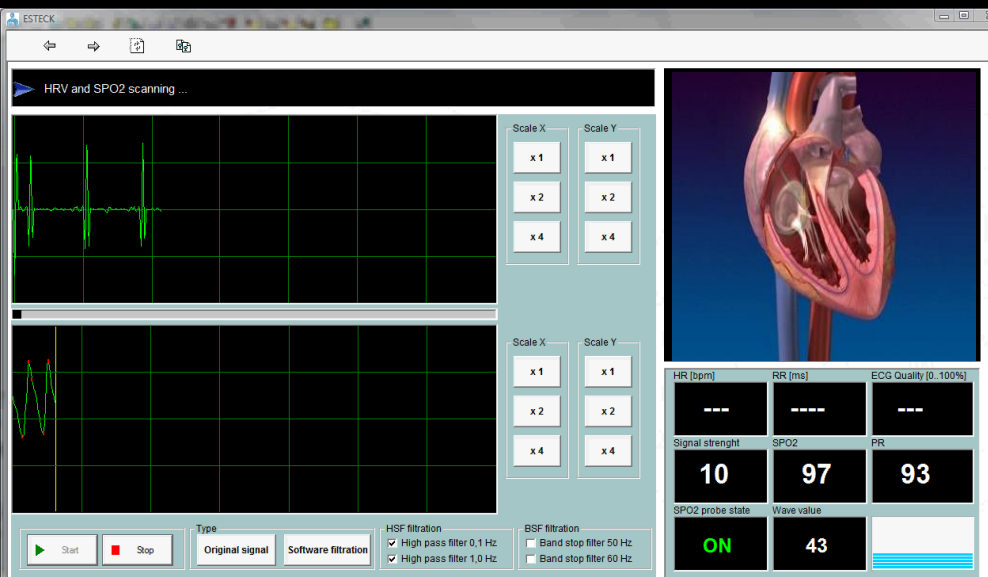 ESTECK
HRV and SPO2 scanning ...
Scale X
Scale Y
x 1
x 1
x 2
x 2
x 4
x 4
Scale X
Scale Y
x 1
x 1
x 2
x 2
x 4
x 4
HR [bpm]
RR [ms]
ECG Quality [0..100%]
---
----
---
Signal strenght
SPO2
PR
10
97
93
SPO2 probe state
Wave value
ON
43
Start
Stop
Type
Original signal
Software filtration
HSF filtration
High pass filter 0,1 Hz
High pass filter 1,0 Hz
BSF filtration
Band stop filter 50 Hz
Band stop filter 60 Hz